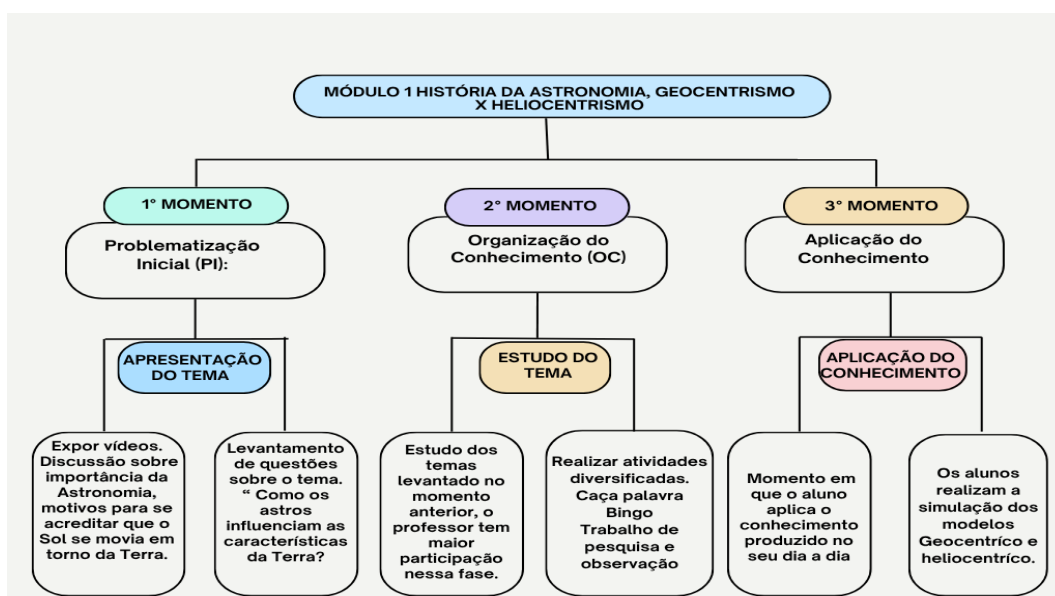 MÓDULO 1 HISTÓRIA DA ASTRONOMIA, GEOCENTRISMO
X HELIOCENTRISMO
1° MOMENTO
Problematização
Inicial (PI):
2° MOMENTO
Organização do
Conhecimento (OC)
3° MOMENTO
Aplicação do
Conhecimento
APRESENTAÇÃO
DO TEMA
ESTUDO DO
TEMA
APLICAÇÃO DO
CONHECIMENTO
Expor vídeos.
Discussão sobre
importância da
Astronomia,
motivos para se
acreditar que o
Sol se movia em
torno da Terra.
Levantamento
de questões
sobre o tema.
“ Como os
astros
influenciam as
características
da Terra?
Estudo dos
temas
levantado no
momento
anterior, o
professor tem
maior
participação
nessa fase.
Realizar atividades
diversificadas.
Caça palavra
Bingo
Trabalho de
pesquisa e
observação
Momento em
que o aluno
aplica o
conhecimento
produzido no
seu dia a dia
Os alunos
realizam a
simulação dos
modelos
Geocentríco e
heliocentríco.